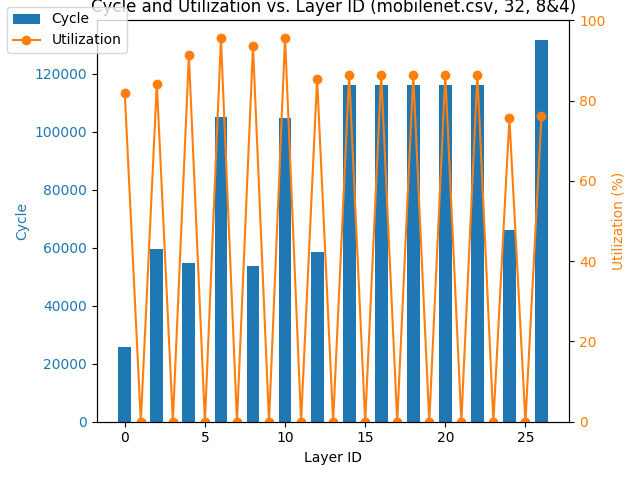 Cycle and Utilization vs. Layer ID (mobilenet.csv, 32, 8&4)
Cycle
Utilization
120000
100000
80000
60000
40000
20000
0
Cycle
100
80
60
40
20
0
Utilization (%)
0 5 10 15 20 25
Layer ID